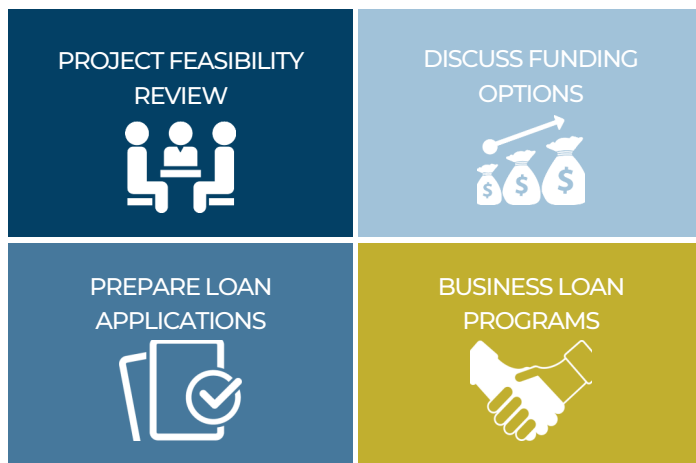 PROJECT FEASIBILITY
REVIEW
DISCUSS FUNDING
OPTIONS
$
$
$
PREPARE LOAN
APPLICATIONS
BUSINESS LOAN
PROGRAMS